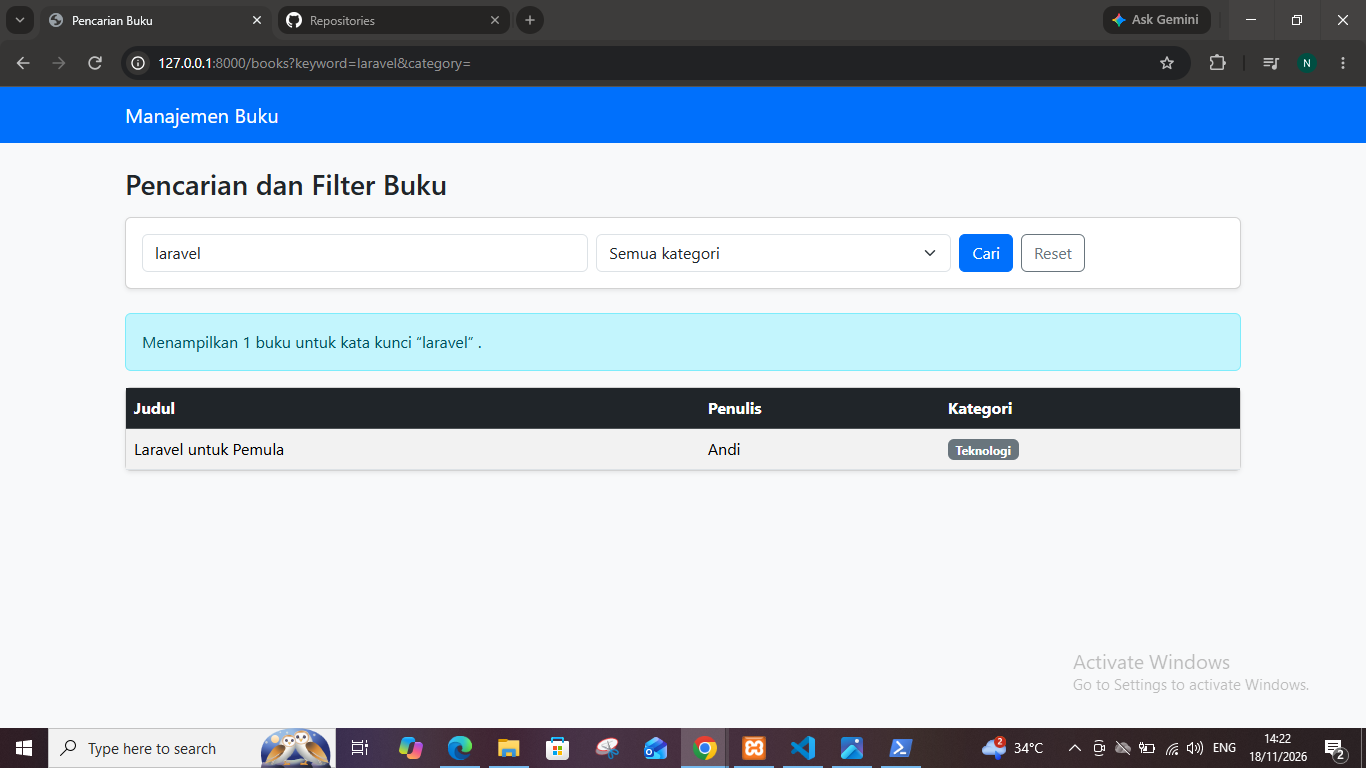 Pencarian Buku
Repositories
Ask Gemini
127.0.0.1:8000/books?keyword=laravel&category=
N
Manajemen Buku
Pencarian dan Filter Buku
laravel
Semua kategori
Cari
Reset
Menampilkan 1 buku untuk kata kunci “laravel” .
Judul Penulis Kategori
Laravel untuk Pemula Andi Teknologi
Activate Windows
Go to Settings to activate Windows.
Type here to search
2
34°C
ENG
14:22
18/11/2026
2